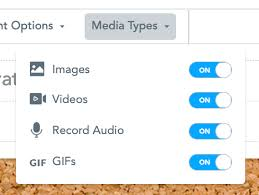 nt Options
Media Types
Images
ON
Videos
ON
Record Audio
ON
GIF
GIFs
ON